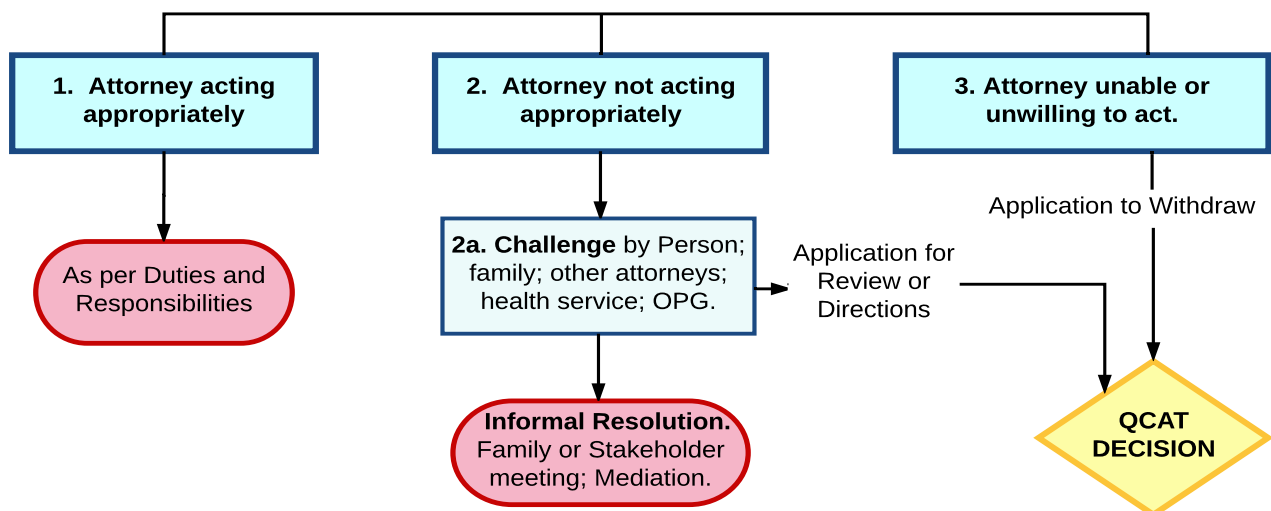 1.  Attorney acting
appropriately
2.  Attorney not acting
appropriately
3. Attorney unable or
unwilling to act.
Application to Withdraw
As per Duties and
Responsibilities
2a. Challenge by Person;
family; other attorneys;
health service; OPG.
Application for
Review or
Directions
Informal Resolution.
Family or Stakeholder
meeting; Mediation.
QCAT
DECISION